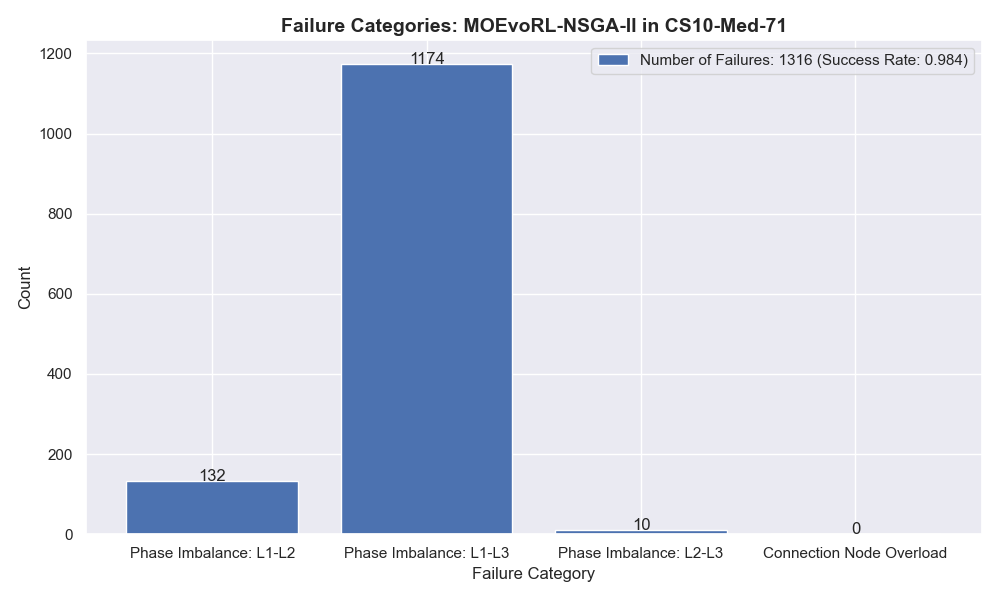 Failure Categories: MOEvoRL-NSGA-II in CS10-Med-71
Number of Failures: 1316 (Success Rate: 0.984)
Count
1200
1000
800
600
400
200
0
132
1174
10
0
Phase Imbalance: L1-L2
Phase Imbalance: L1-L3
Phase Imbalance: L2-L3
Connection Node Overload
Failure Category